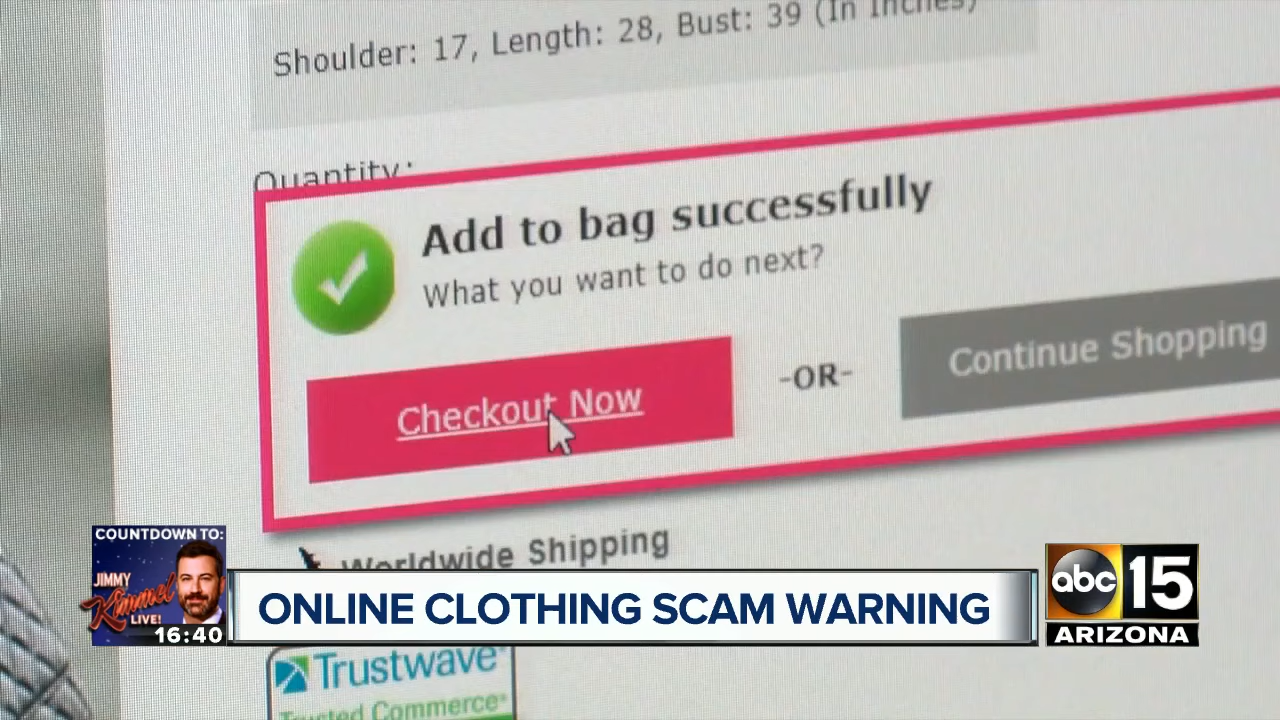 Shoulder: 17, Length: 28, Bust: 39 (In Inches)
Quantity:
Add to bag successfully
What you want to do next?
Checkout Now
-OR-
Continue Shopping
Worldwide Shipping
COUNTDOWN TO:
JIMMY
Kimmel
LIVE!
16:40
ONLINE CLOTHING SCAM WARNING
abc 15
ARIZONA
Trustwave®
Trusted Commerce®